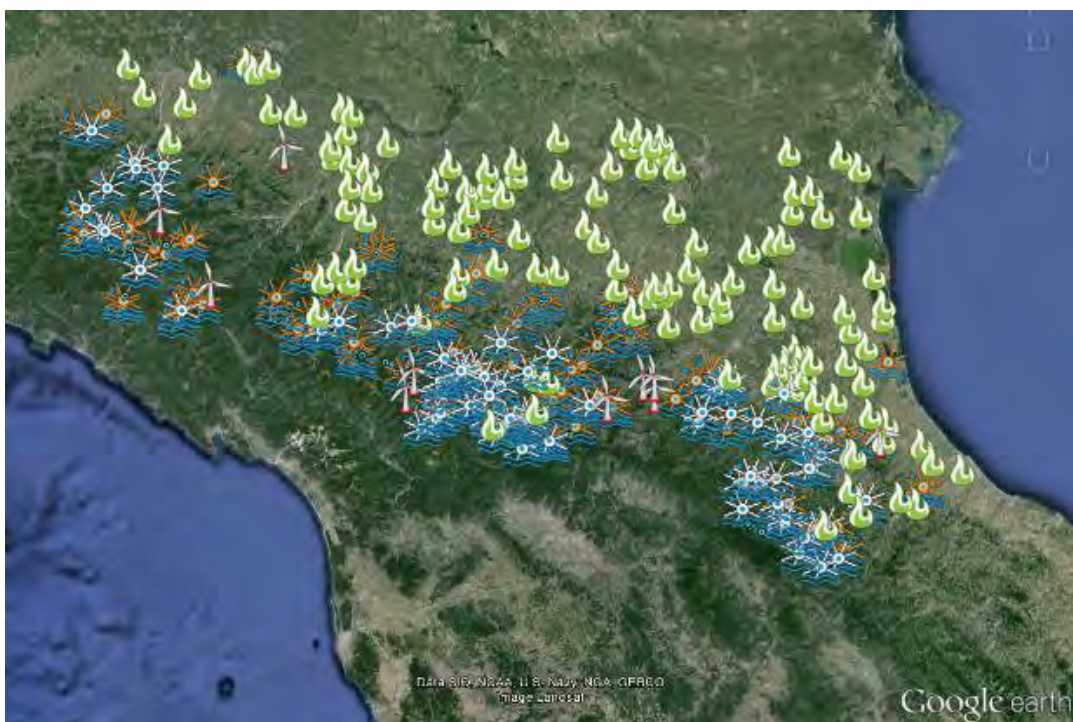 Data SIO, NOAA, U.S. Navy, NGA, GEBCO
Image Landsat
Google earth